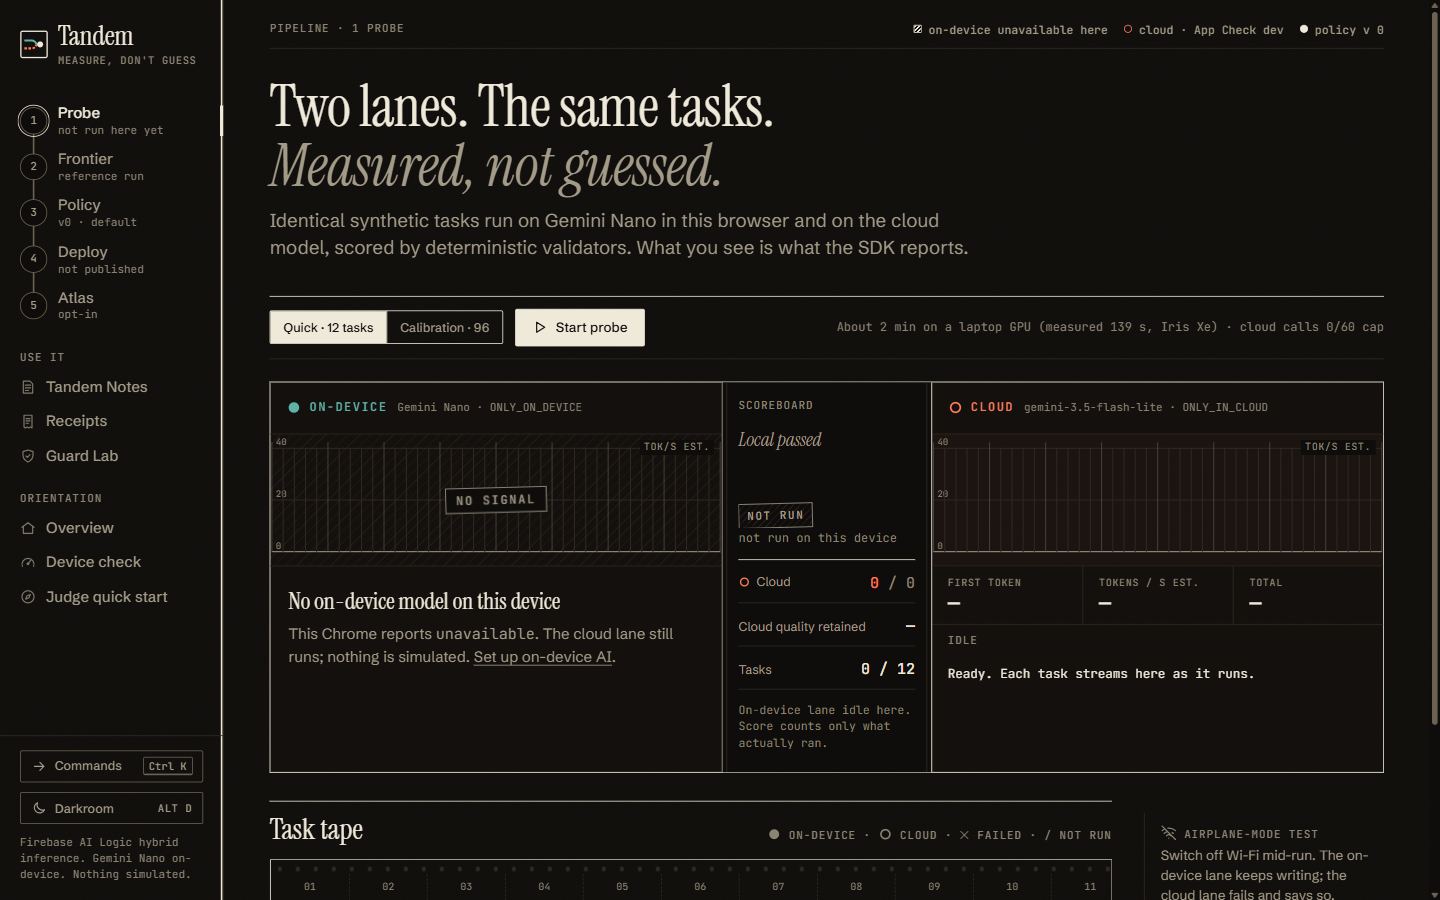 Tandem
MEASURE, DON'T GUESS
1
Probe
not run here yet
2
Frontier
reference run
3
Policy
v0 · default
4
Deploy
not published
5
Atlas
opt-in
USE IT
Tandem Notes
Receipts
Guard Lab
ORIENTATION
Overview
Device check
Judge quick start
Commands
Ctrl K
Darkroom
ALT D
Firebase AI Logic hybrid
inference. Gemini Nano on-
device. Nothing simulated.
PIPELINE · 1 PROBE
on-device unavailable here
cloud · App Check dev
policy v 0
Two lanes. The same tasks.
Measured, not guessed.
Identical synthetic tasks run on Gemini Nano in this browser and on the cloud
model, scored by deterministic validators. What you see is what the SDK reports.
Quick · 12 tasks
Calibration · 96
Start probe
About 2 min on a laptop GPU (measured 139 s, Iris Xe) · cloud calls 0/60 cap
ON-DEVICE Gemini Nano · ONLY_ON_DEVICE
40
TOK/S EST.
20
NO SIGNAL
0
No on-device model on this device
This Chrome reports unavailable. The cloud lane still
runs; nothing is simulated. Set up on-device AI.
SCOREBOARD
Local passed
NOT RUN
not run on this device
Cloud 0 / 0
Cloud quality retained –
Tasks 0 / 12
On-device lane idle here.
Score counts only what
actually ran.
CLOUD gemini-3.5-flash-lite · ONLY_IN_CLOUD
40
TOK/S EST.
20
0
FIRST TOKEN
–
TOKENS / S EST.
–
TOTAL
–
IDLE
Ready. Each task streams here as it runs.
Task tape
ON-DEVICE · CLOUD · FAILED · / NOT RUN
01 02 03 04 05 06 07 08 09 10 11
AIRPLANE-MODE TEST
Switch off Wi-Fi mid-run. The on-
device lane keeps writing; the
cloud lane fails and says so.